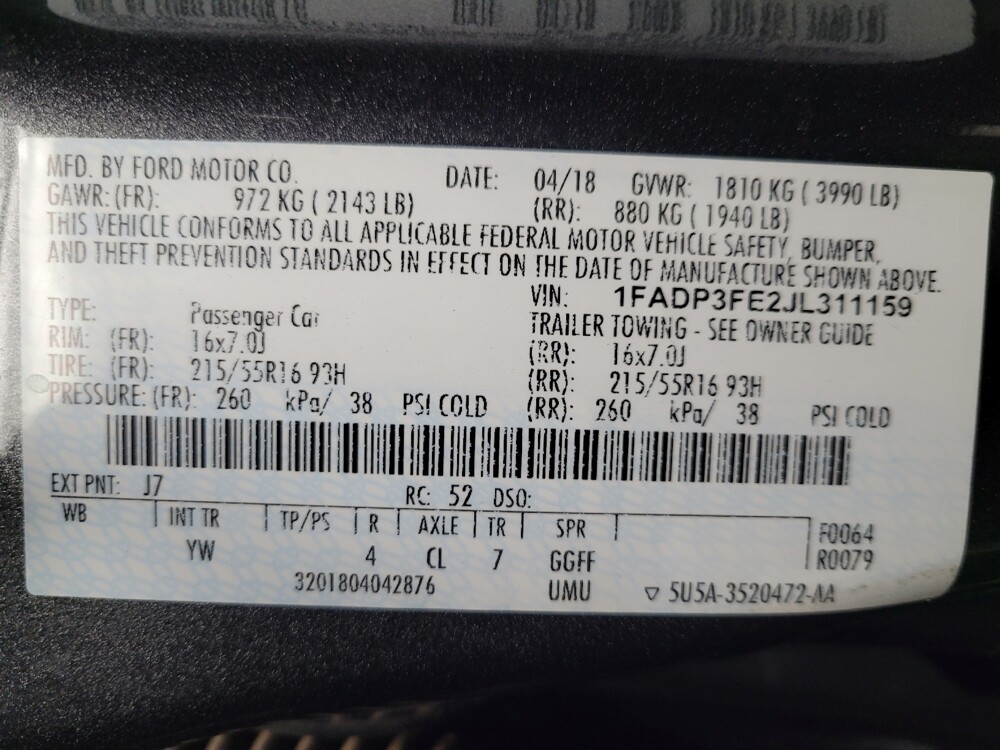 MFD. BY FORD MOTOR CO. DATE: 04/18 GVWR: 1810 KG ( 3990 LB)
GAWR: (FR): 972 KG ( 2143 LB) (RR): 880 KG ( 1940 LB)
THIS VEHICLE CONFORMS TO ALL APPLICABLE FEDERAL MOTOR VEHICLE SAFETY, BUMPER,
AND THEFT PREVENTION STANDARDS IN EFFECT ON THE DATE OF MANUFACTURE SHOWN ABOVE.
VIN: 1FADP3FE2JL311159
TYPE: Passenger Car TRAILER TOWING - SEE OWNER GUIDE
RIM: (FR): 16x7.0J (RR): 16x7.0J
TIRE: (FR): 215/55R16 93H (RR): 215/55R16 93H
PRESSURE: (FR): 260 kPa/ 38 PSI COLD (RR): 260 kPa/ 38 PSI COLD
EXT PNT: J7 RC: 52 DSO:
WB INT TR TP/PS R AXLE TR SPR F0064
YW 4 CL 7 GGFF R0079
3201804042876 UMU ▽ 5U5A-3520472-AA